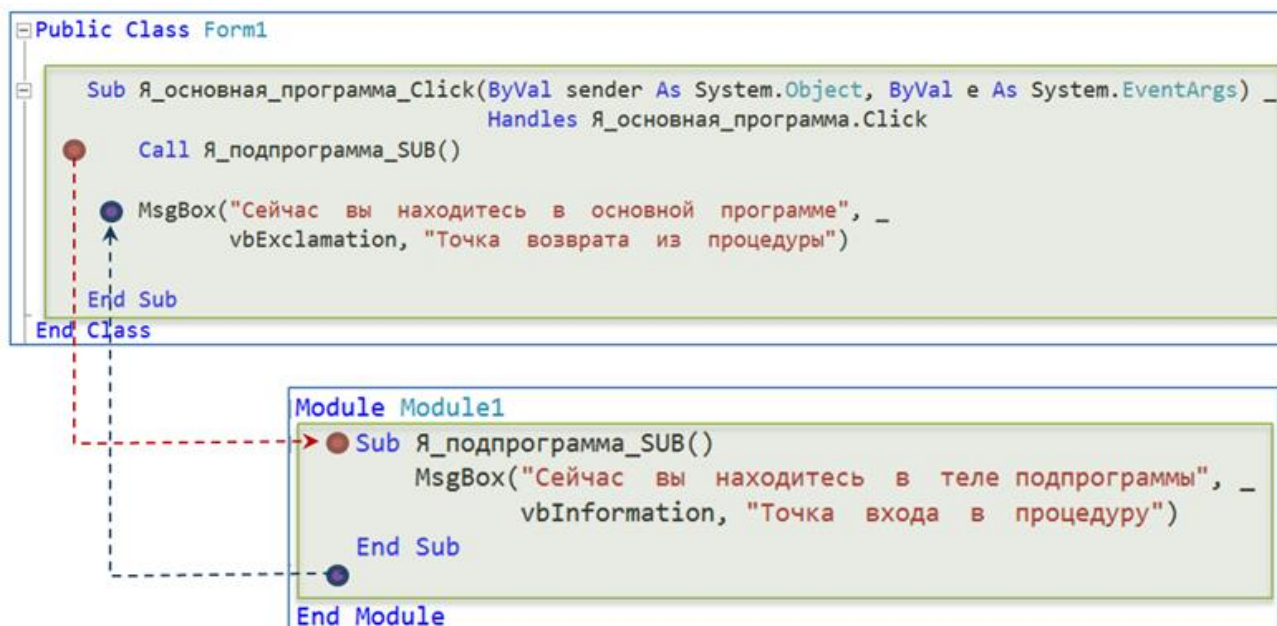 Public Class Form1
Sub Я_основная_программа_Click(ByVal sender As System.Object, ByVal e As System.EventArgs) _
Handles Я_основная_программа.Click
Call Я_подпрограмма_SUB()
MsgBox("Сейчас вы находитесь в основной программе", _
vbExclamation, "Точка возврата из процедуры")
End Sub
End Class
Module Module1
Sub Я_подпрограмма_SUB()
MsgBox("Сейчас вы находитесь в теле подпрограммы", _
vbInformation, "Точка входа в процедуру")
End Sub
End Module